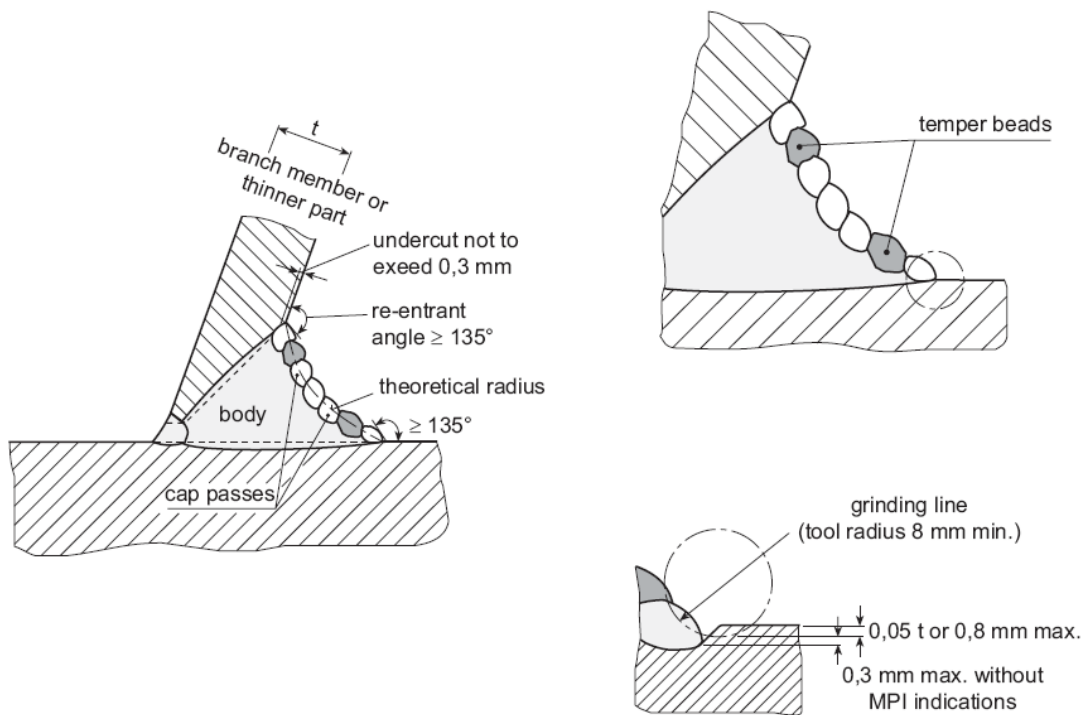 t
branch member or
thinner part
undercut not to
exeed 0,3 mm
re-entrant
angle ≥ 135°
theoretical radius
≥ 135°
body
cap passes
temper beads
grinding line
(tool radius 8 mm min.)
0,05 t or 0,8 mm max.
0,3 mm max. without
MPI indications